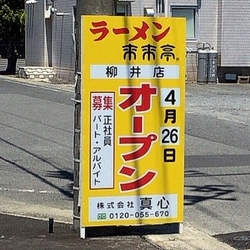 ラーメン
来来亭
柳井店
4月26日
オープン
募集
正社員
パート・アルバイト
株式会社 真心
0120-055-670